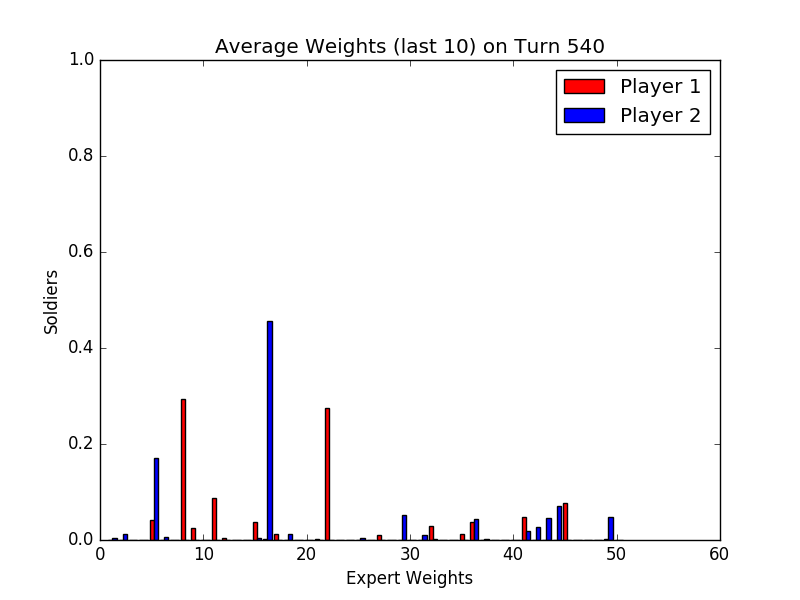 Average Weights (last 10) on Turn 540
1.0
Player 1
Player 2
0.8
0.6
Soldiers
0.4
0.2
0.0
0 10 20 30 40 50 60
Expert Weights